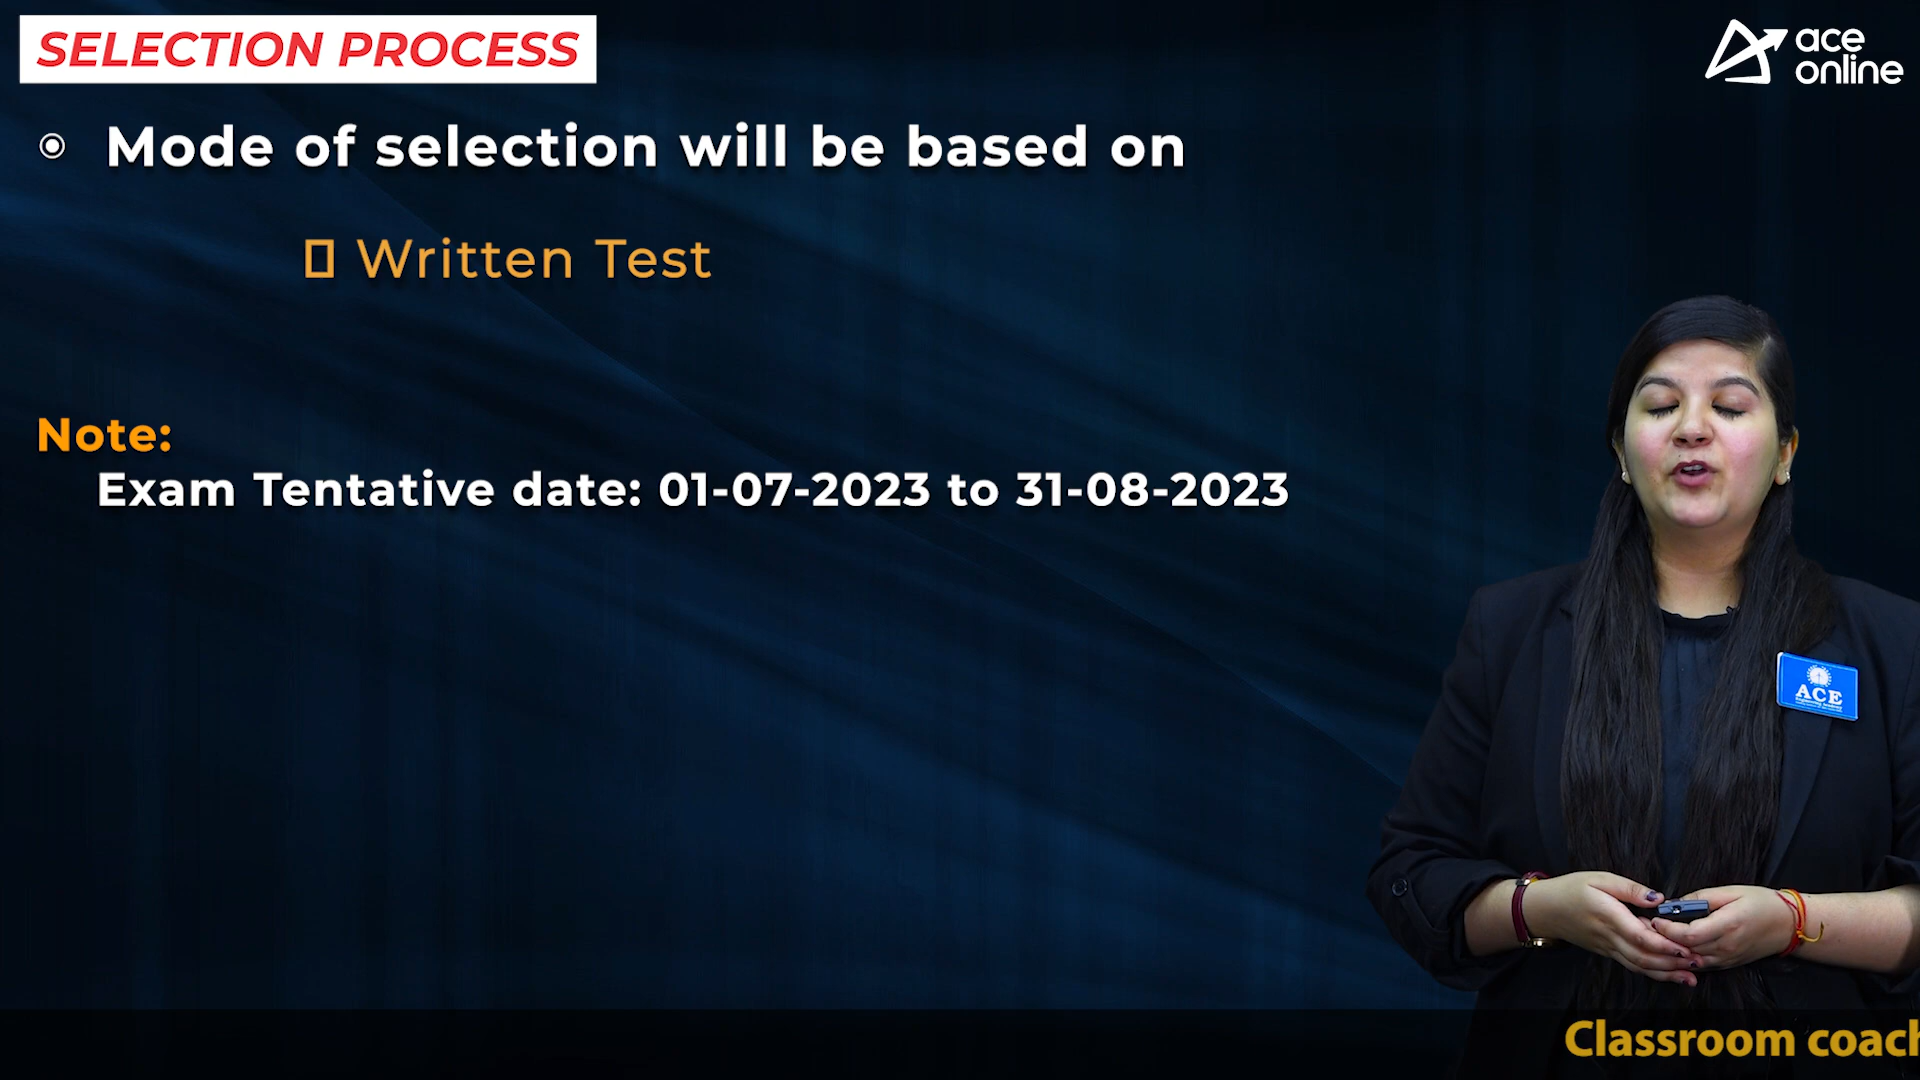 SELECTION PROCESS
ace
online
Mode of selection will be based on
Written Test
Note:
Exam Tentative date: 01-07-2023 to 31-08-2023
ACE
Classroom coach